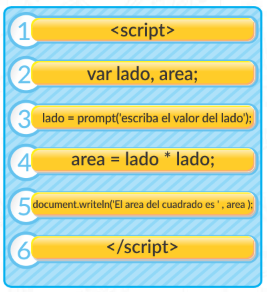 1 <script>
2 var lado, area;
3 lado = prompt('escriba el valor del lado');
4 area = lado * lado;
5 document.writeln('El area del cuadrado es ' , area );
6 </script>